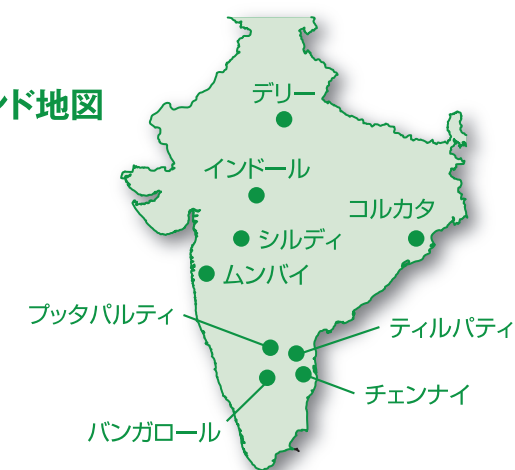 ンド地図
デリー
インドール
コルカタ
シルディ
ムンバイ
プッタパルティ
ティルパティ
チェンナイ
バンガロール